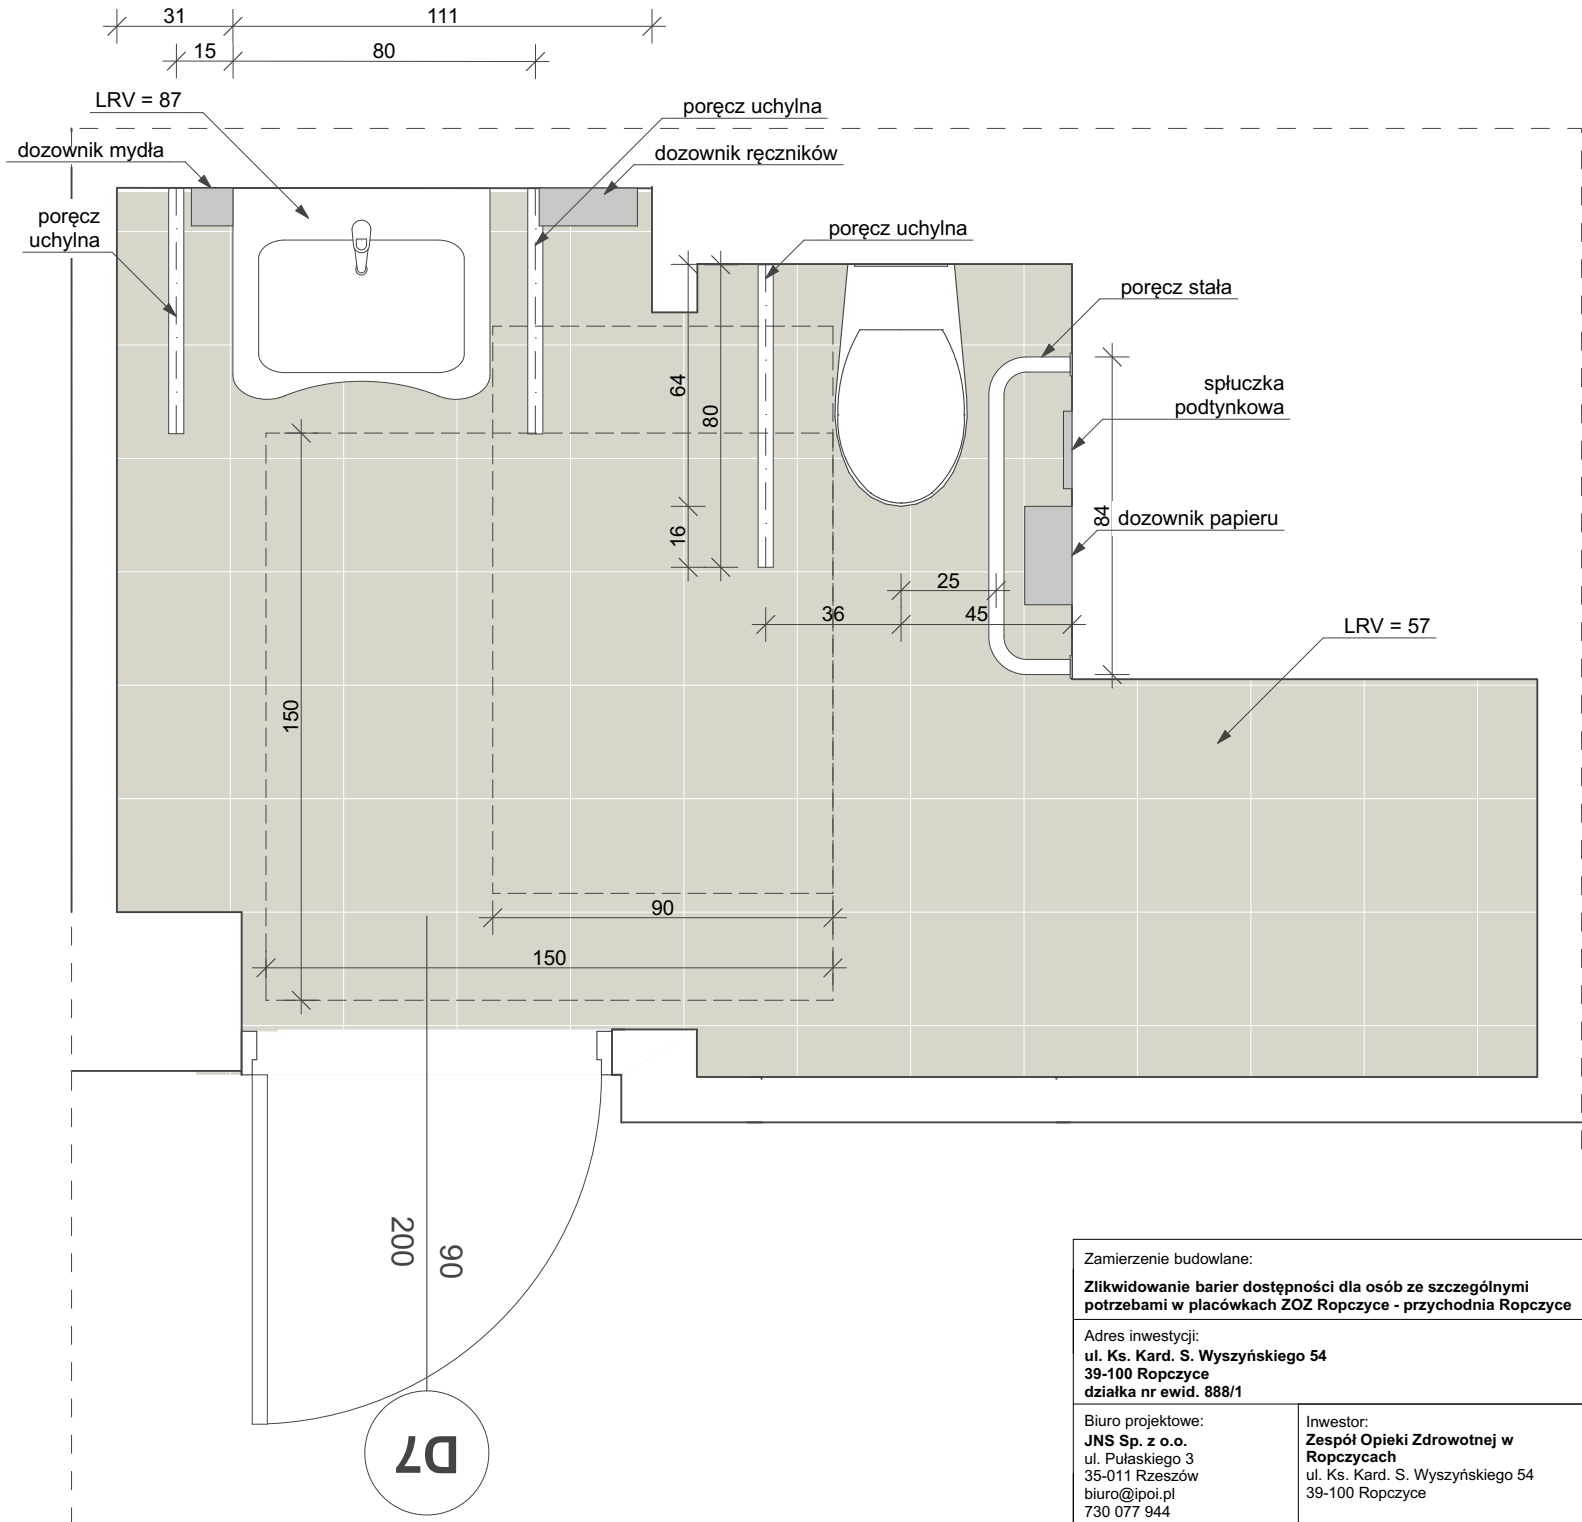 31
111
15
80
LRV = 87
poręcz uchylna
dozownik mydła
dozownik ręczników
poręcz
uchylna
poręcz uchylna
poręcz stała
spłuczka
podtynkowa
64
80
16
84
dozownik papieru
25
36
45
LRV = 57
150
90
150
200
90
D7
Zamierzenie budowlane:
Zlikwidowanie barier dostępności dla osób ze szczególnymi
potrzebami w placówkach ZOZ Ropczyce - przychodnia Ropczyce
Adres inwestycji:
ul. Ks. Kard. S. Wyszyńskiego 54
39-100 Ropczyce
działka nr ewid. 888/1
Biuro projektowe:
JNS Sp. z o.o.
ul. Pułaskiego 3
35-011 Rzeszów
biuro@ipoi.pl
730 077 944
Inwestor:
Zespół Opieki Zdrowotnej w
Ropczycach
ul. Ks. Kard. S. Wyszyńskiego 54
39-100 Ropczyce